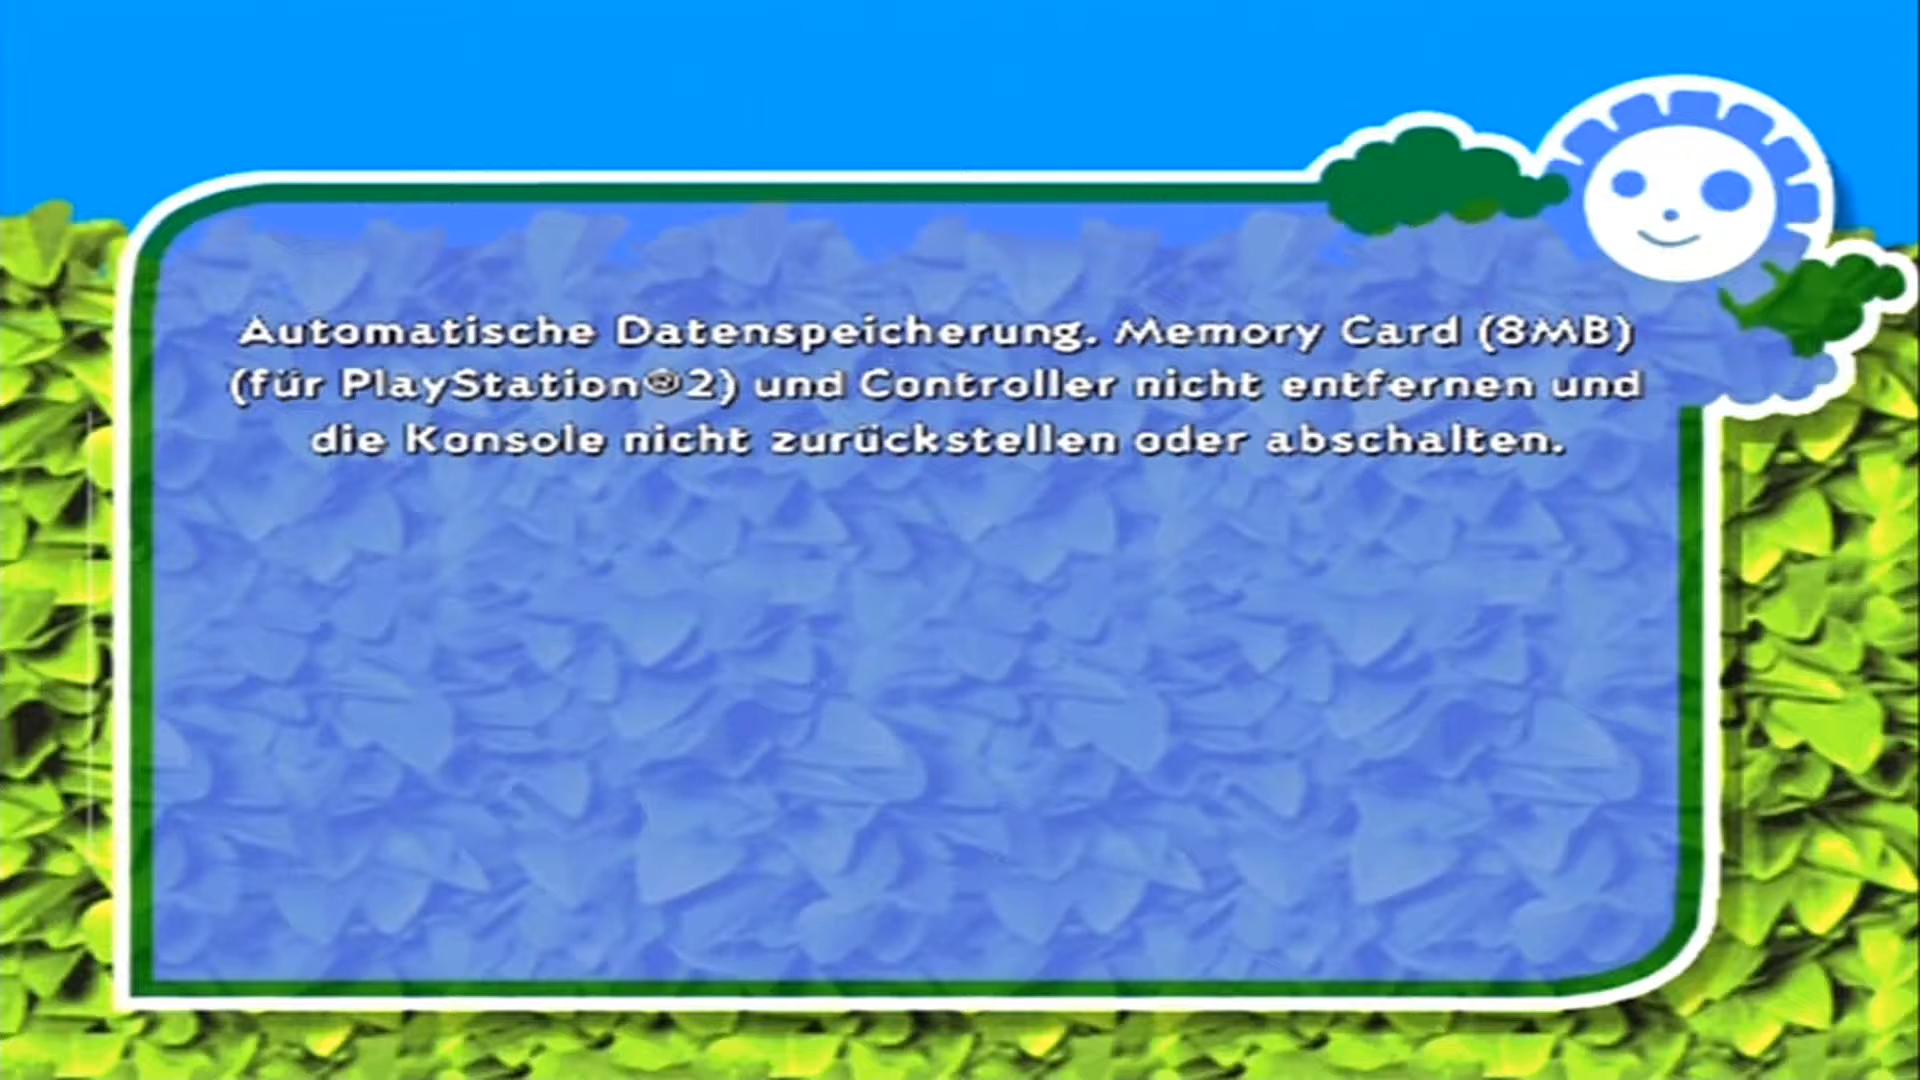 Automatische Datenspeicherung. Memory Card (8MB)
(für PlayStation®2) und Controller nicht entfernen und
die Konsole nicht zurückstellen oder abschalten.